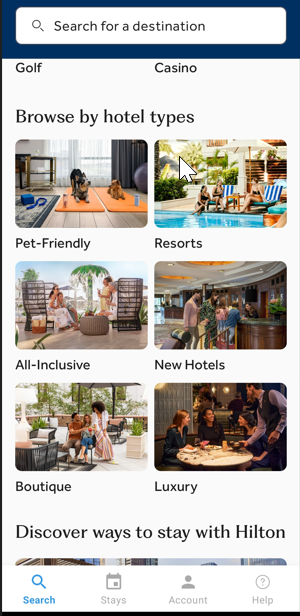 Search for a destination
Golf
Casino
Browse by hotel types
Pet-Friendly
Resorts
All-Inclusive
New Hotels
Boutique
Luxury
Discover ways to stay with Hilton
Search
Stays
Account
Help